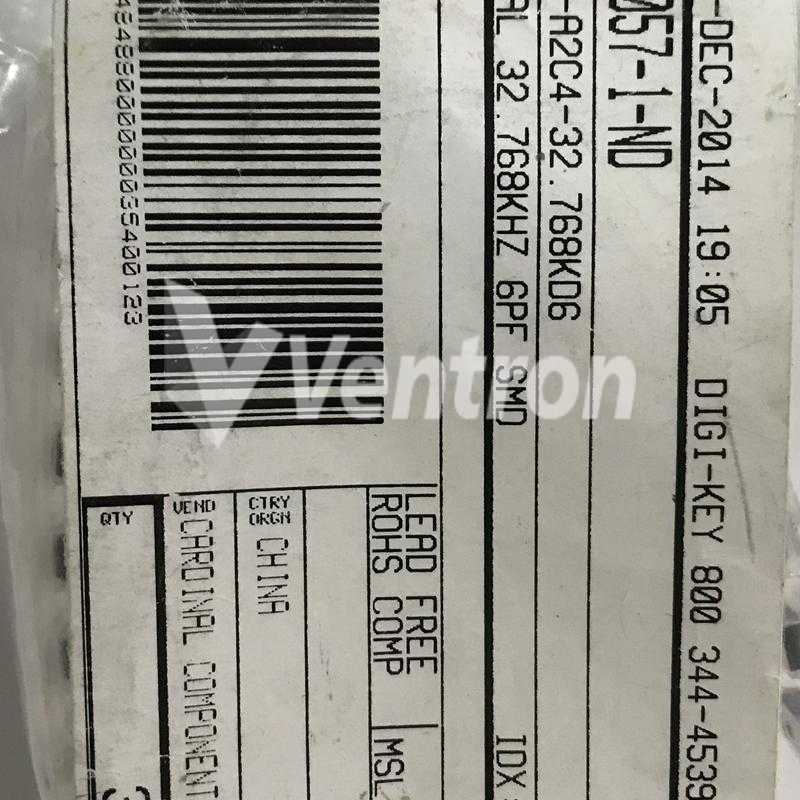 -DEC-2014 19:05 DIGI-KEY 800 344-4539
057-1-ND
-A2C4-32.768KD6
AL 32.768KHZ 6PF SMD
IDX
LEAD FREE
ROHS COMP
MSL
CTRY
ORGN CHINA
VEND CARDINAL COMPONENT
QTY
Ventron